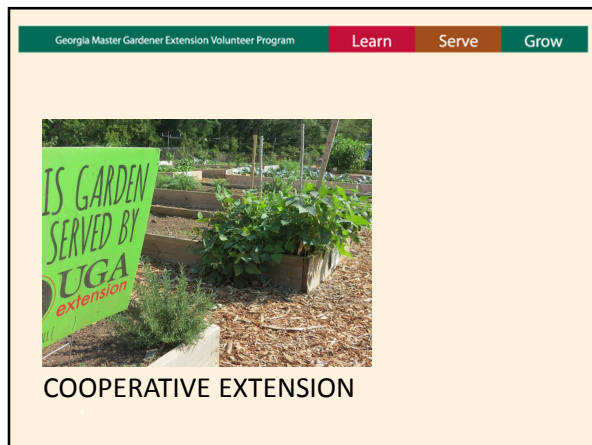 Georgia Master Gardener Extension Volunteer Program Learn Serve Grow
IS GARDEN
SERVED BY
UGA
extension
COOPERATIVE EXTENSION